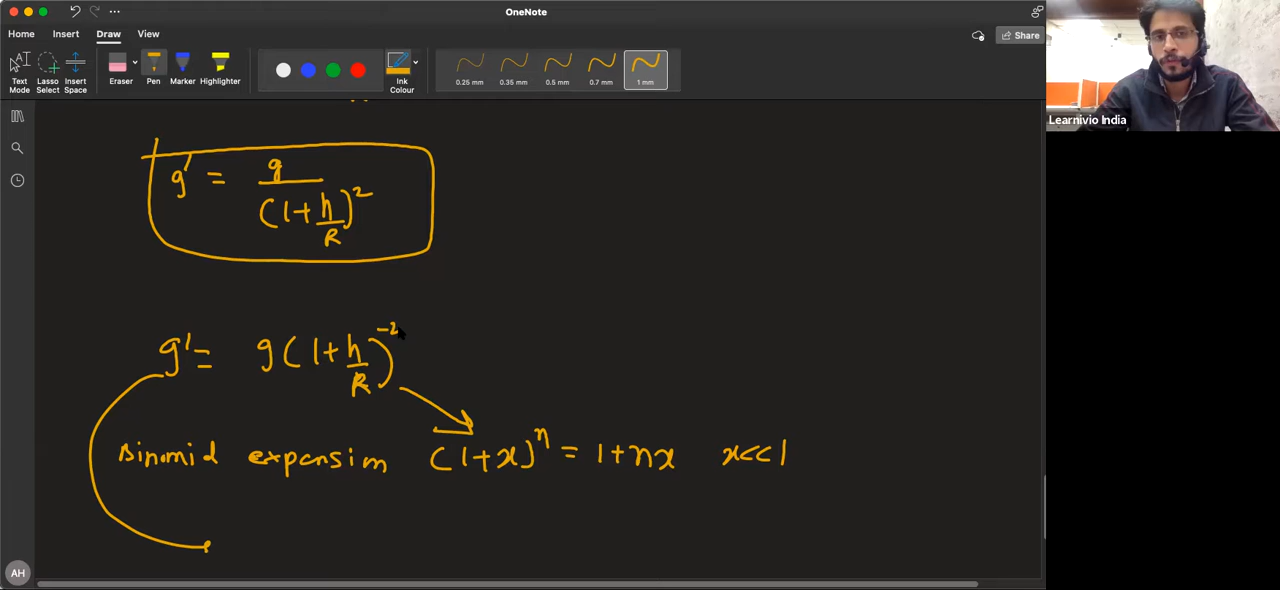 OneNote
Home Insert Draw View
Share
Text Mode Lasso Select Insert Space Eraser Pen Marker Highlighter Ink Colour 0.25 mm 0.35 mm 0.5 mm 0.7 mm 1 mm
Learnivio India
g' = g/(1+h/R)^2
g' = g(1+h/R)^-2
Binomial expansion (1+x)^n = 1+nx x<<1
AH